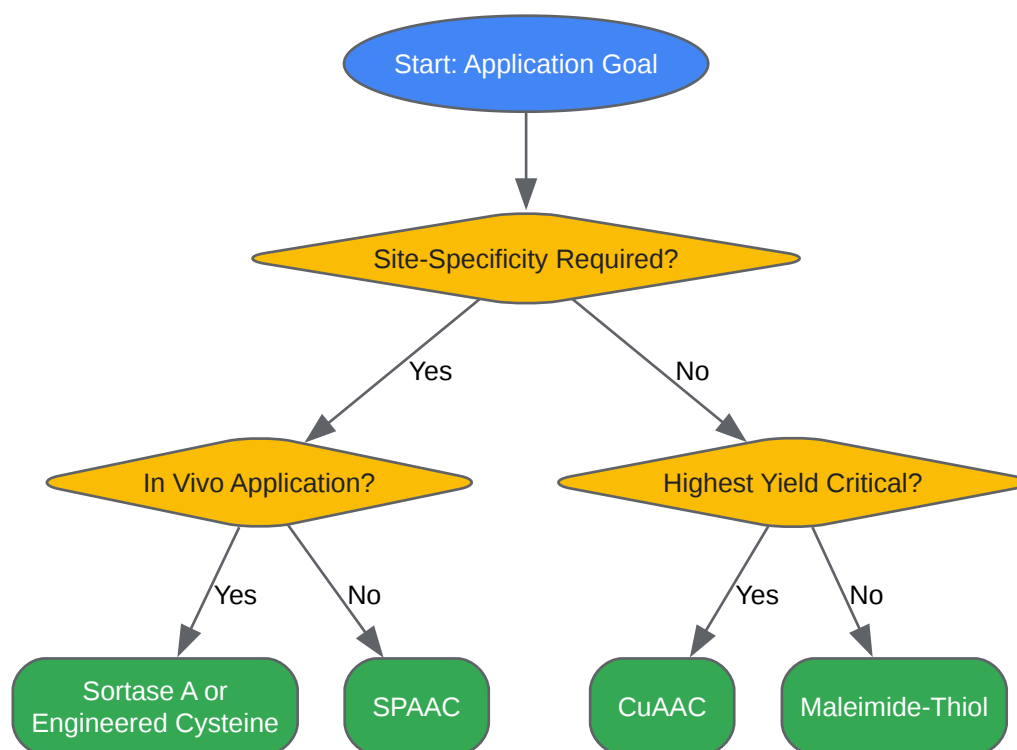 Start: Application Goal
Site-Specificity Required?
Yes
No
In Vivo Application?
Highest Yield Critical?
Yes
No
Yes
No
Sortase A or
Engineered Cysteine
SPAAC
CuAAC
Maleimide-Thiol